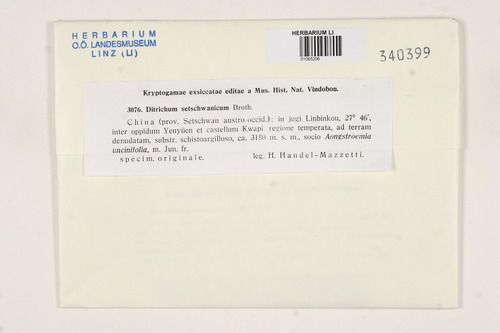 HERBARIUM
O.Ö. LANDESMUSEUM
LINZ (LI)
HERBARIUM LI
01065206
340399
Kryptogamae exsiccatae editae a Mus. Hist. Nat. Vindobon.
3076. Ditrichum setschwanicum Broth.
China (prov. Setschwan austro-occid.): in jugi Linbinkou, 27° 46′,
inter oppidum Yenyüen et castellum Kwapi regione temperata, ad terram
denudatam, substr. schistoargilloso, ca. 3180 m. s. m., socio Aongstroemia
uncinifolia, m. Jun. fr.
specim. originale. leg. H. Handel-Mazzetti.